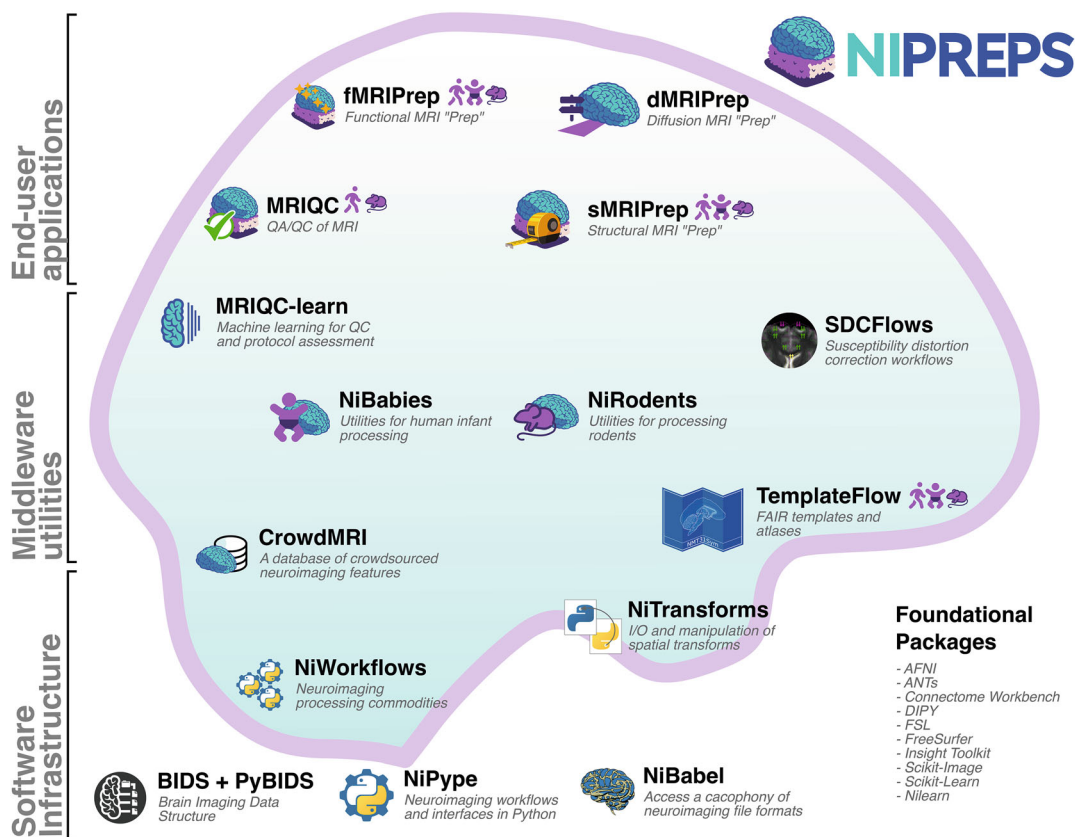 NIPREPS
End-user
applications
fMRIPrep
Functional MRI "Prep"
dMRIPrep
Diffusion MRI "Prep"
MRIQC
QA/QC of MRI
sMRIPrep
Structural MRI "Prep"
Middleware
utilities
MRIQC-learn
Machine learning for QC
and protocol assessment
SDCFlows
Susceptibility distortion
correction workflows
NiBabies
Utilities for human infant
processing
NiRodents
Utilities for processing
rodents
TemplateFlow
FAIR templates and
atlases
CrowdMRI
A database of crowdsourced
neuroimaging features
Software
Infrastructure
NiTransforms
I/O and manipulation of
spatial transforms
NiWorkflows
Neuroimaging
processing commodities
BIDS + PyBIDS
Brain Imaging Data
Structure
NiPype
Neuroimaging workflows
and interfaces in Python
NiBabel
Access a cacophony of
neuroimaging file formats
Foundational
Packages
- AFNI
- ANTs
- Connectome Workbench
- DIPY
- FSL
- FreeSurfer
- Insight Toolkit
- Scikit-Image
- Scikit-Learn
- Nilearn